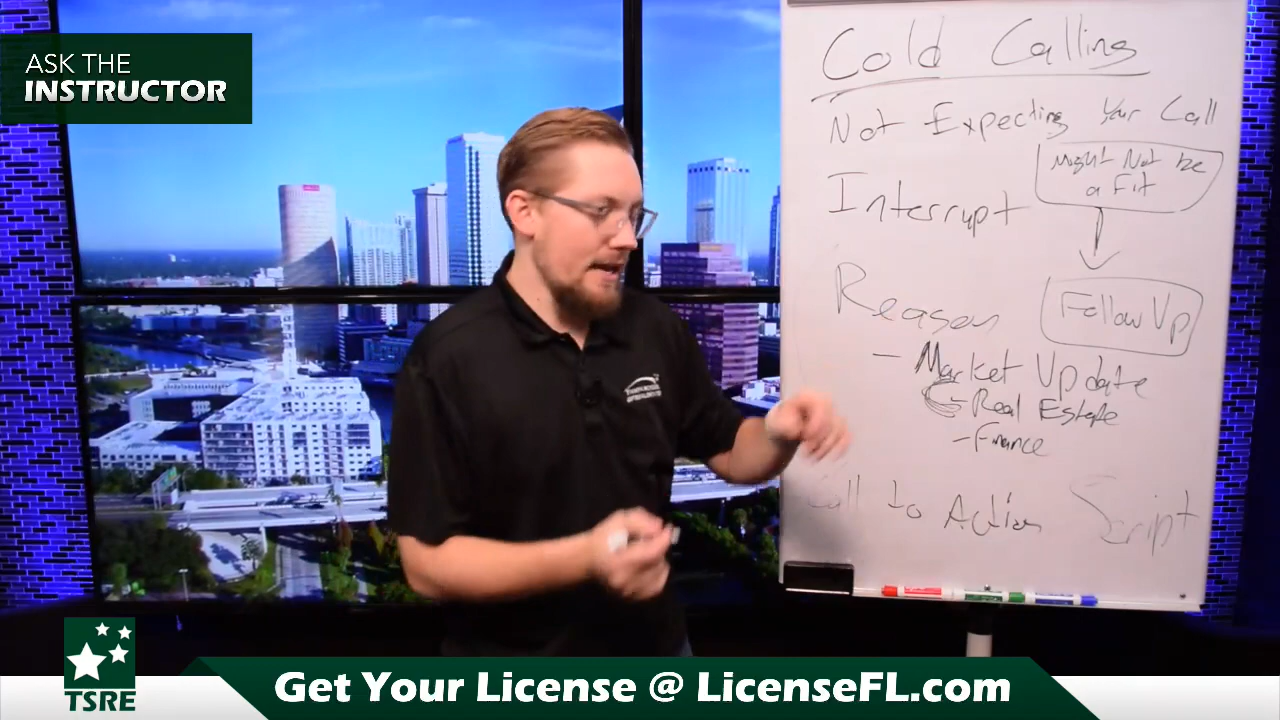 ASK THE
INSTRUCTOR
Cold Calling
Not Expecting Your Call
Might Not be
a Fit
Interrupt
Follow Up
Reason
- Market Update
- Real Estate
- Finance
Call to Action
Script
TSRE
Get Your License @ LicenseFL.com